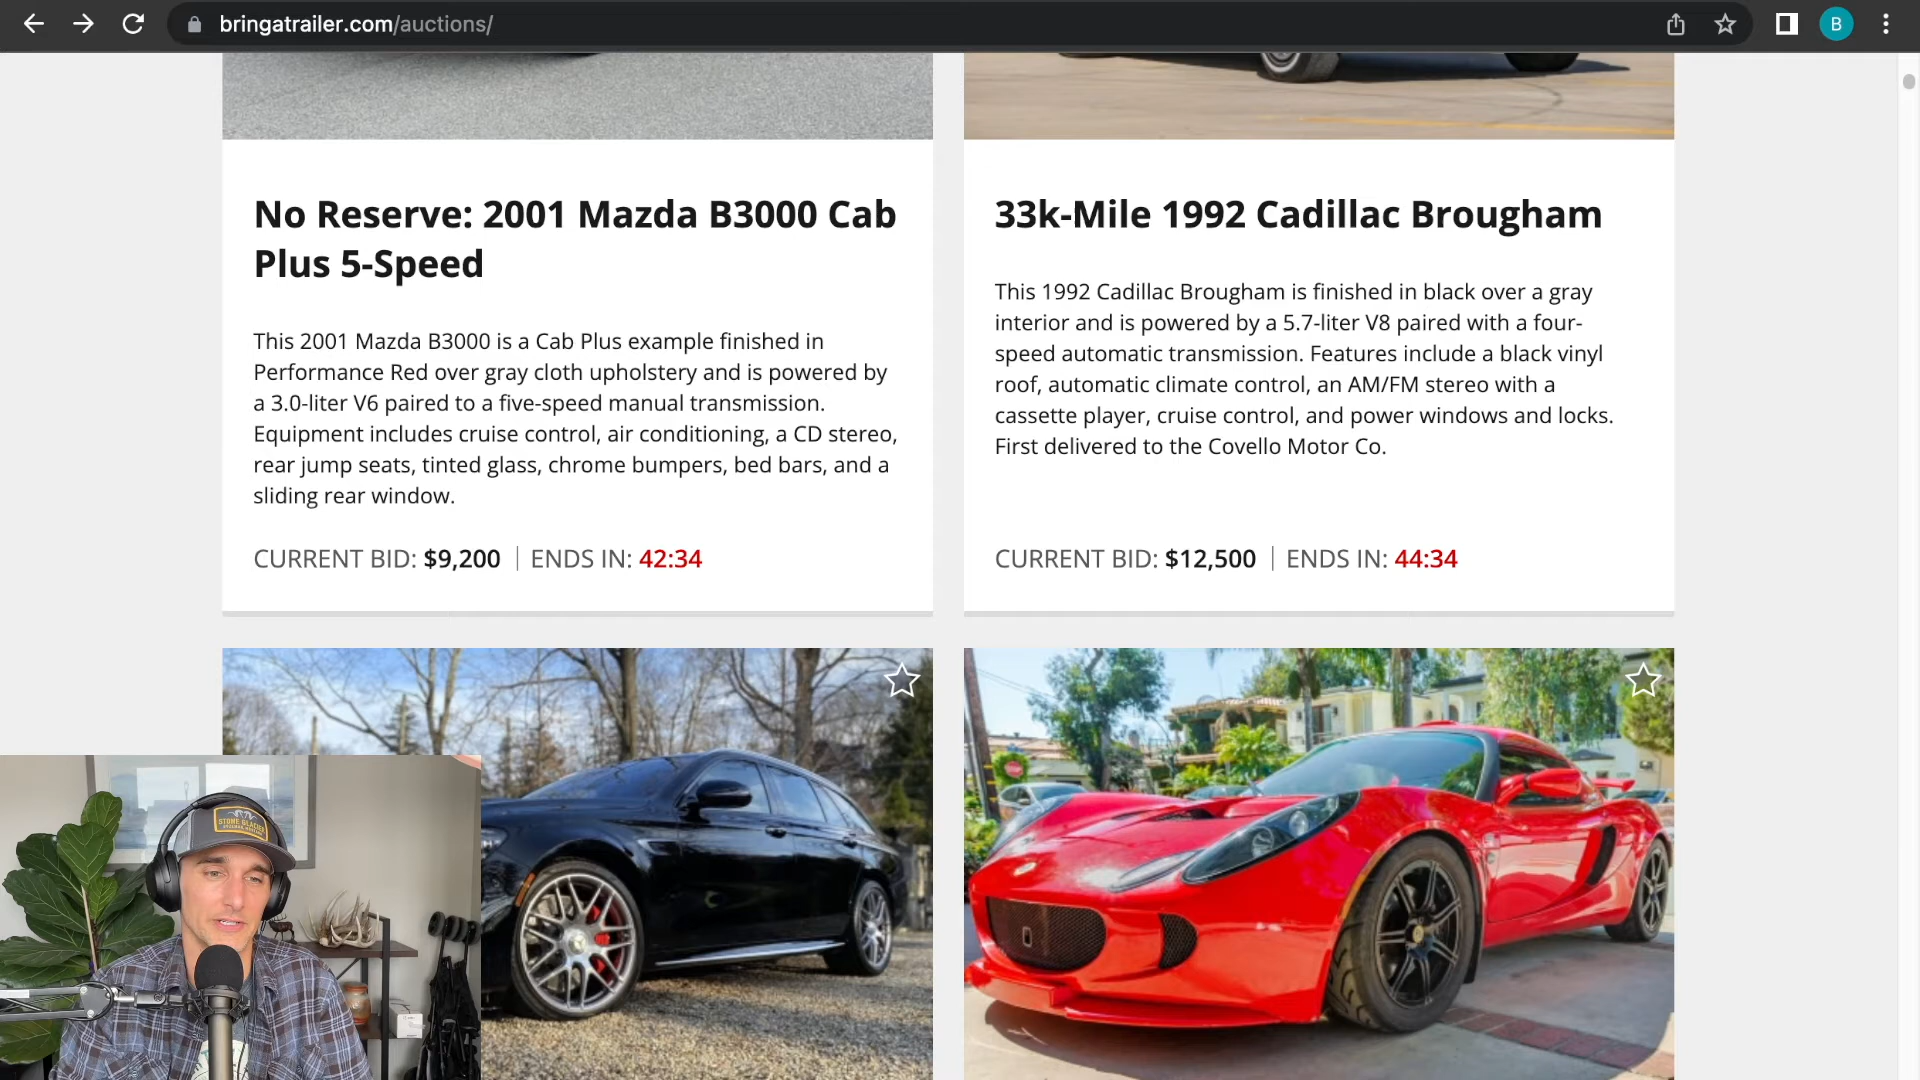 bringatrailer.com/auctions/
B
No Reserve: 2001 Mazda B3000 Cab
Plus 5-Speed
This 2001 Mazda B3000 is a Cab Plus example finished in
Performance Red over gray cloth upholstery and is powered by
a 3.0-liter V6 paired to a five-speed manual transmission.
Equipment includes cruise control, air conditioning, a CD stereo,
rear jump seats, tinted glass, chrome bumpers, bed bars, and a
sliding rear window.
CURRENT BID: $9,200 | ENDS IN: 42:34
33k-Mile 1992 Cadillac Brougham
This 1992 Cadillac Brougham is finished in black over a gray
interior and is powered by a 5.7-liter V8 paired with a four-
speed automatic transmission. Features include a black vinyl
roof, automatic climate control, an AM/FM stereo with a
cassette player, cruise control, and power windows and locks.
First delivered to the Covello Motor Co.
CURRENT BID: $12,500 | ENDS IN: 44:34
STONE GLACIER